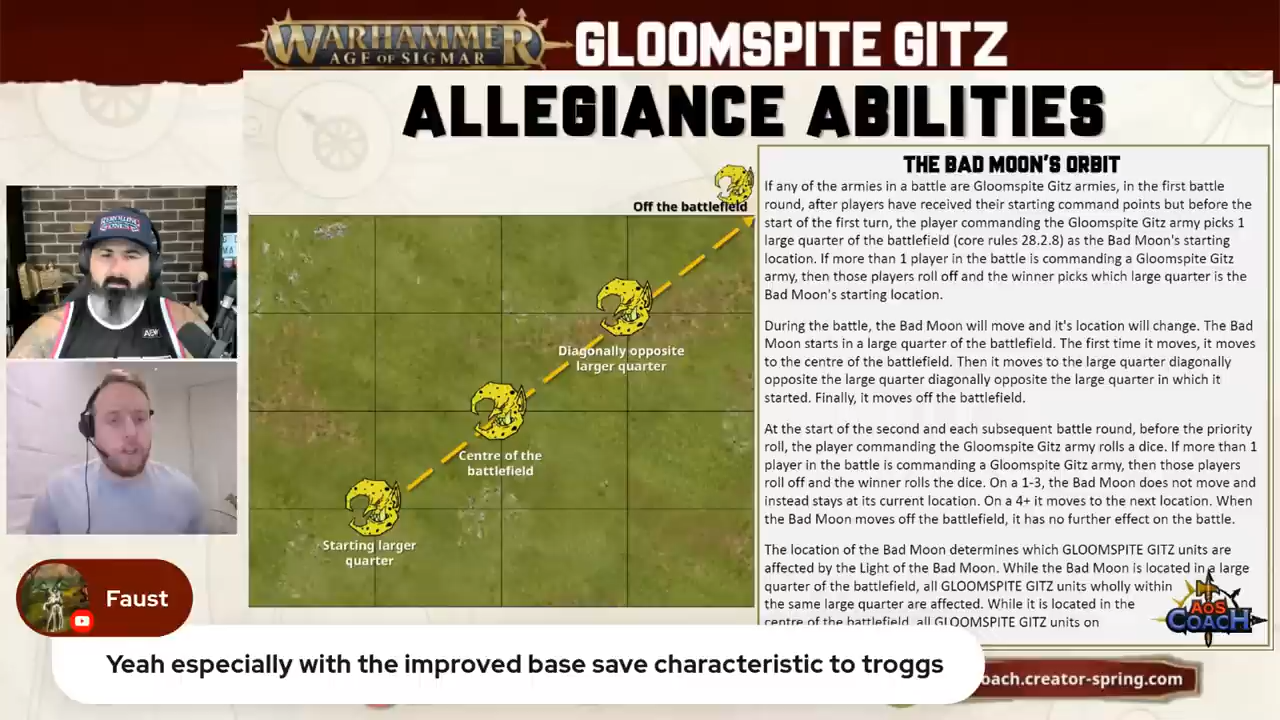 WARHAMMER
AGE OF SIGMAR
GLOOMSPITE GITZ
ALLEGIANCE ABILITIES
Off the battlefield
Diagonally opposite
larger quarter
Centre of the
battlefield
Starting larger
quarter
THE BAD MOON'S ORBIT
If any of the armies in a battle are Gloomspite Gitz armies, in the first battle
round, after players have received their starting command points but before the
start of the first turn, the player commanding the Gloomspite Gitz army picks 1
large quarter of the battlefield (core rules 28.2.8) as the Bad Moon's starting
location. If more than 1 player in the battle is commanding a Gloomspite Gitz
army, then those players roll off and the winner picks which large quarter is the
Bad Moon's starting location.
During the battle, the Bad Moon will move and it's location will change. The Bad
Moon starts in a large quarter of the battlefield. The first time it moves, it moves
to the centre of the battlefield. Then it moves to the large quarter diagonally
opposite the large quarter diagonally opposite the large quarter in which it
started. Finally, it moves off the battlefield.
At the start of the second and each subsequent battle round, before the priority
roll, the player commanding the Gloomspite Gitz army rolls a dice. If more than 1
player in the battle is commanding a Gloomspite Gitz army, then those players
roll off and the winner rolls the dice. On a 1-3, the Bad Moon does not move and
instead stays at its current location. On a 4+ it moves to the next location. When
the Bad Moon moves off the battlefield, it has no further effect on the battle.
The location of the Bad Moon determines which GLOOMSPITE GITZ units are
affected by the Light of the Bad Moon. While the Bad Moon is located in a large
quarter of the battlefield, all GLOOMSPITE GITZ units wholly within
the same large quarter are affected. While it is located in the
centre of the battlefield, all GLOOMSPITE GITZ units on
AoS
COACH
Faust
Yeah especially with the improved base save characteristic to troggs
oach.creator-spring.com